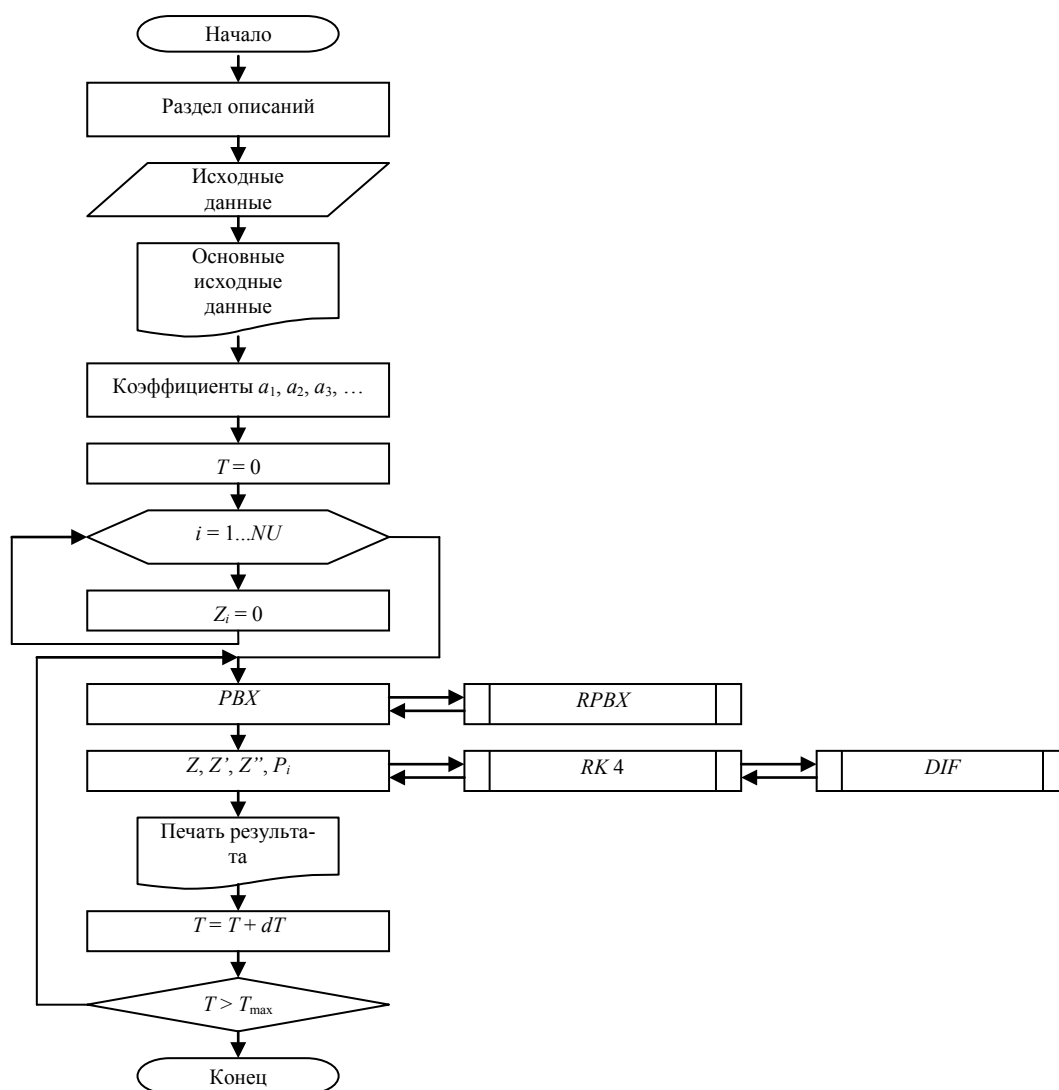 Начало
Раздел описаний
Исходные
данные
Основные
исходные
данные
Коэффициенты a₁, a₂, a₃, …
T = 0
i = 1...NU
Zᵢ = 0
PBX
RPBX
Z, Z’, Z’’, Pᵢ
RK 4
DIF
Печать результа-
та
T = T + dT
T > Tmax
Конец